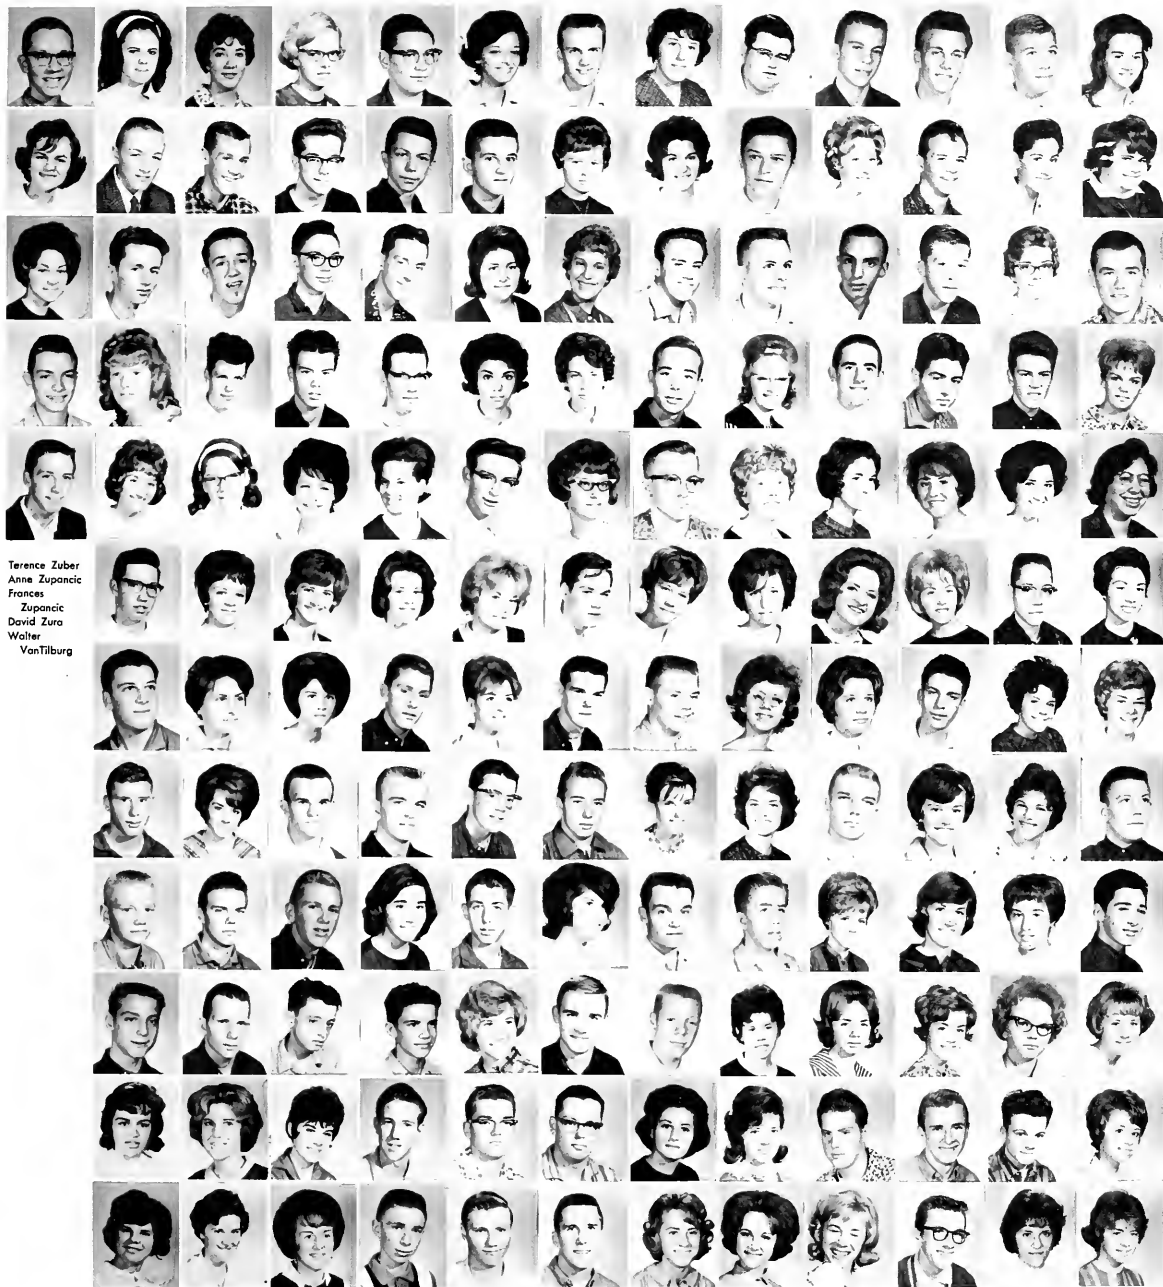 Terence Zuber
Anne Zupancic
Frances
Zupancic
David Zura
Walter
VanTilburg